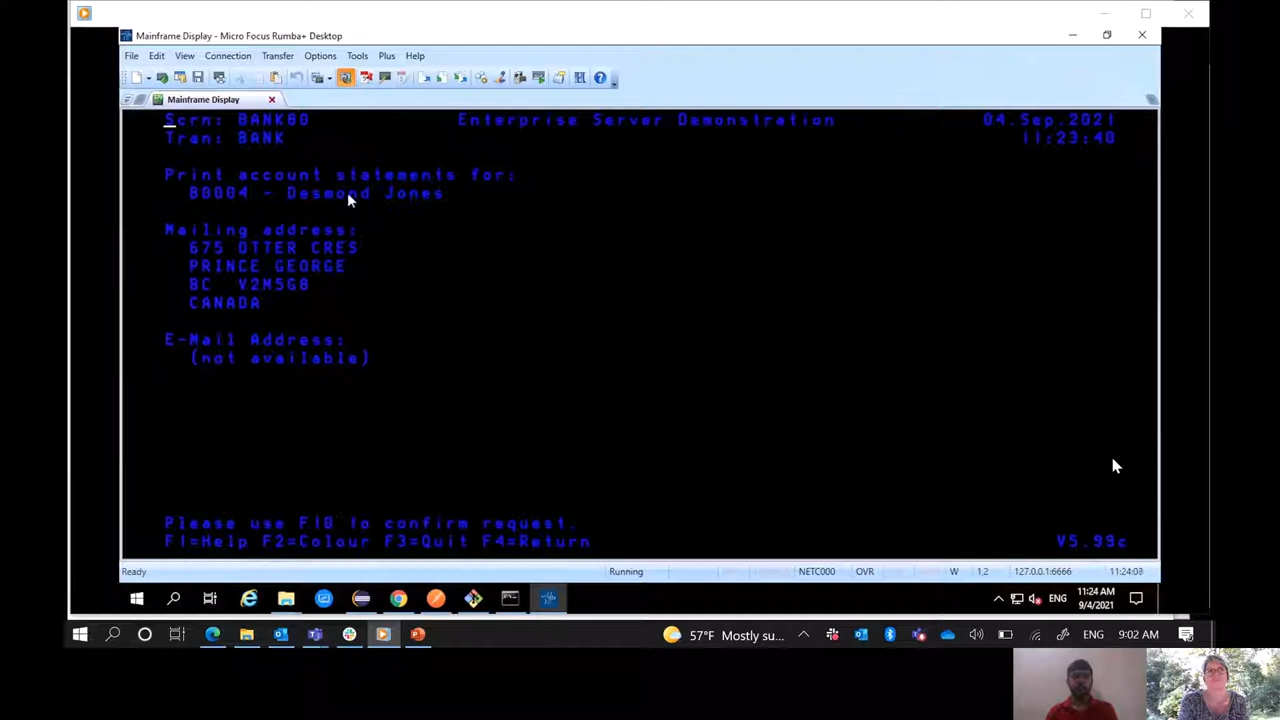 Mainframe Display - Micro Focus Rumba+ Desktop
File Edit View Connection Transfer Options Tools Plus Help
Mainframe Display
Scrn: BANK80 Enterprise Server Demonstration 04.Sep.2021
Tran: BANK 11:23:40
Print account statements for:
B0004 - Desmond Jones
Mailing address:
675 OTTER CRES
PRINCE GEORGE
BC V2M5G8
CANADA
E-Mail Address:
(not available)
Please use F10 to confirm request.
F1=Help F2=Colour F3=Quit F4=Return V5.99c
Ready Running NETC000 OVR W 1,2 127.0.0.1:6666 11:24:08
ENG 11:24 AM
9/4/2021
57°F Mostly su... ENG 9:02 AM